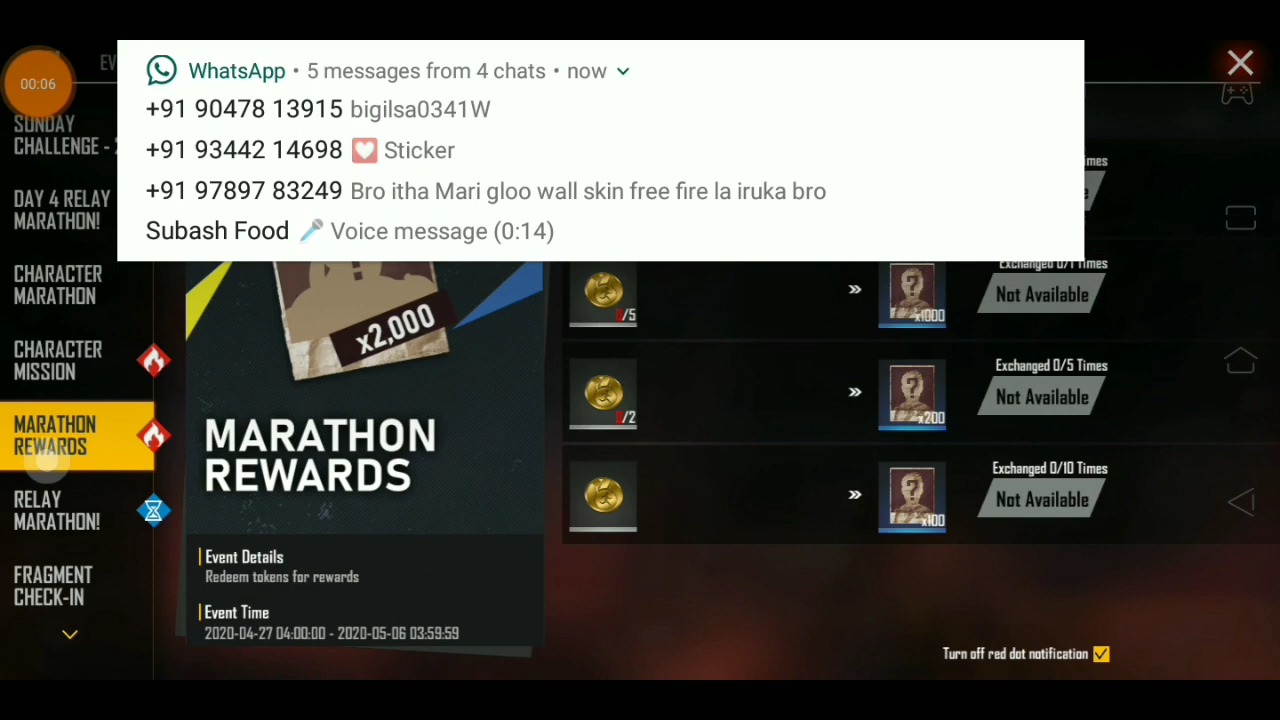 00:06
EV
WhatsApp • 5 messages from 4 chats • now
+91 90478 13915 bigilsa0341W
+91 93442 14698 💟 Sticker
+91 97897 83249 Bro itha Mari gloo wall skin free fire la iruka bro
Subash Food 🎤 Voice message (0:14)
SUNDAY
CHALLENGE -
DAY 4 RELAY
MARATHON!
CHARACTER
MARATHON
CHARACTER
MISSION
MARATHON
REWARDS
RELAY
MARATHON!
FRAGMENT
CHECK-IN
x2,000
MARATHON
REWARDS
Event Details
Redeem tokens for rewards
Event Time
2020-04-27 04:00:00 - 2020-05-06 03:59:59
mes
Exchanged 0/1 Times
0/5
x1000
Not Available
Exchanged 0/5 Times
0/2
x200
Not Available
Exchanged 0/10 Times
x100
Not Available
Turn off red dot notification